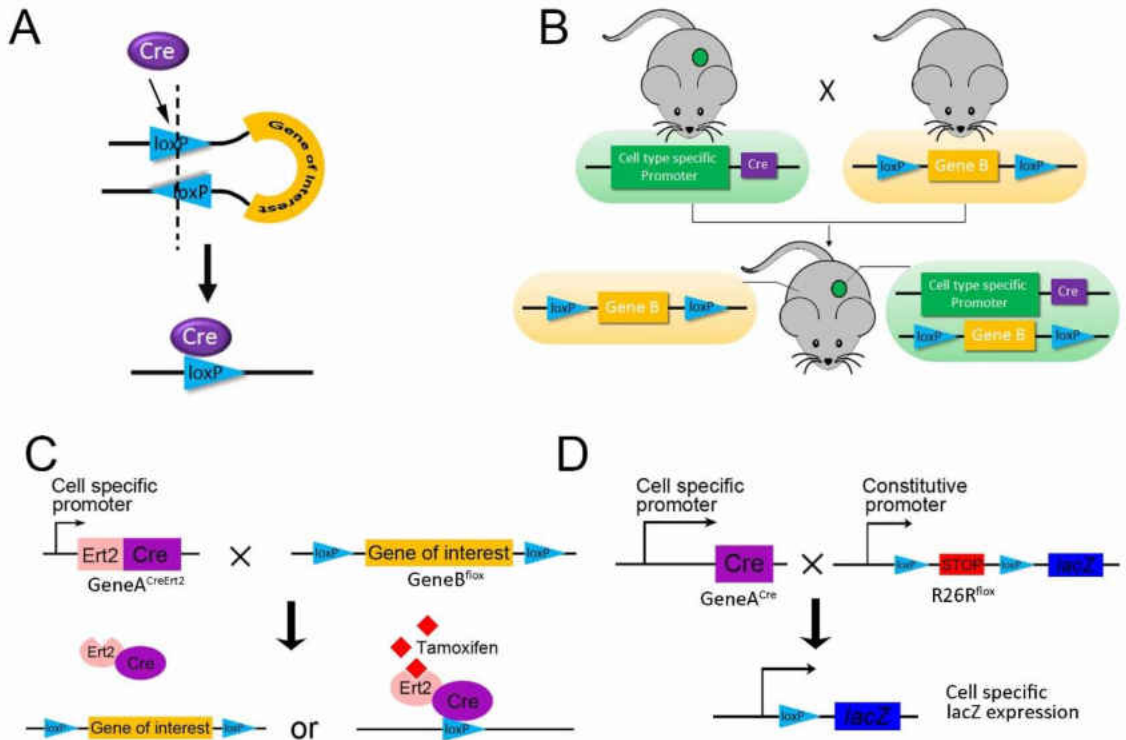 A
Cre
loxP
Gene of Interest
loxP
Cre
loxP
B
X
Cell type specific
Promoter
Cre
loxP
Gene B
loxP
loxP
Gene B
loxP
Cell type specific
Promoter
Cre
loxP
Gene B
loxP
C
Cell specific
promoter
Ert2
Cre
GeneA^CreErt2
×
loxP
Gene of interest
loxP
GeneB^flox
Ert2
Cre
Tamoxifen
Ert2
Cre
loxP
Gene of interest
loxP
or
loxP
D
Cell specific
promoter
Cre
GeneA^Cre
×
Constitutive
promoter
loxP
STOP
loxP
lacZ
R26R^flox
loxP
lacZ
Cell specific
lacZ expression